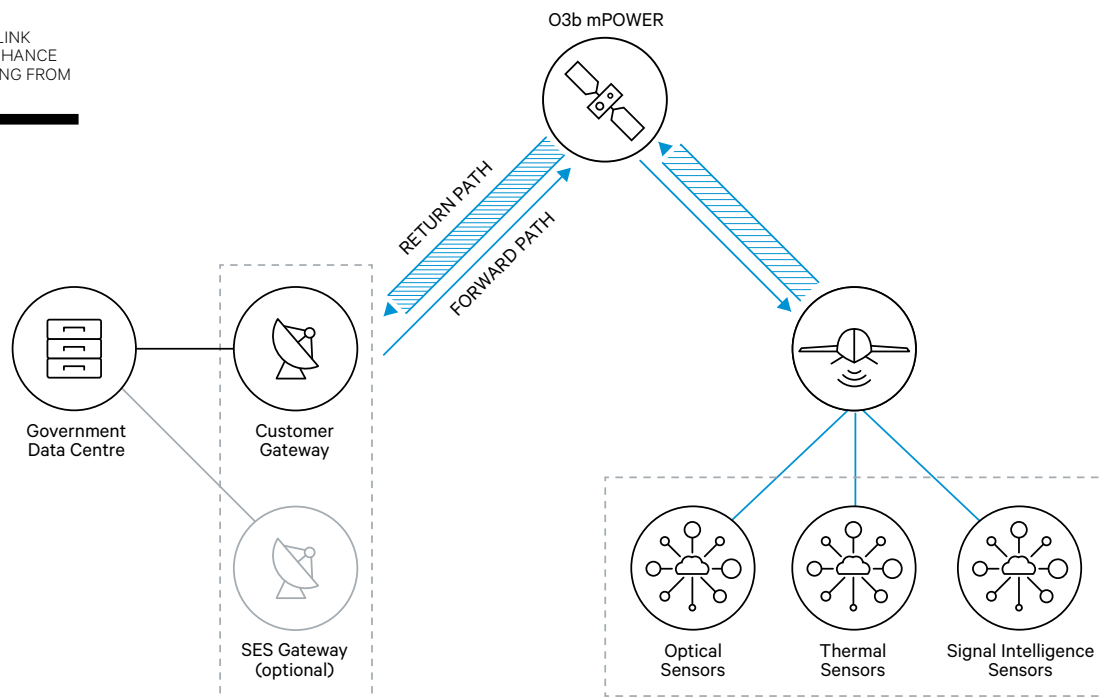 LINK
HANCE
NG FROM
O3b mPOWER
RETURN PATH
FORWARD PATH
Government
Data Centre
Customer
Gateway
SES Gateway
(optional)
Optical
Sensors
Thermal
Sensors
Signal Intelligence
Sensors